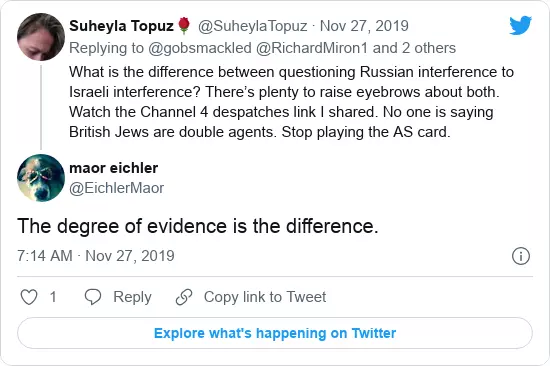 Suheyla Topuz🌹 @SuheylaTopuz · Nov 27, 2019
Replying to @gobsmackled @RichardMiron1 and 2 others
What is the difference between questioning Russian interference to
Israeli interference? There's plenty to raise eyebrows about both.
Watch the Channel 4 despatches link I shared. No one is saying
British Jews are double agents. Stop playing the AS card.
maor eichler
@EichlerMaor
The degree of evidence is the difference.
7:14 AM · Nov 27, 2019
1 Reply Copy link to Tweet
Explore what's happening on Twitter